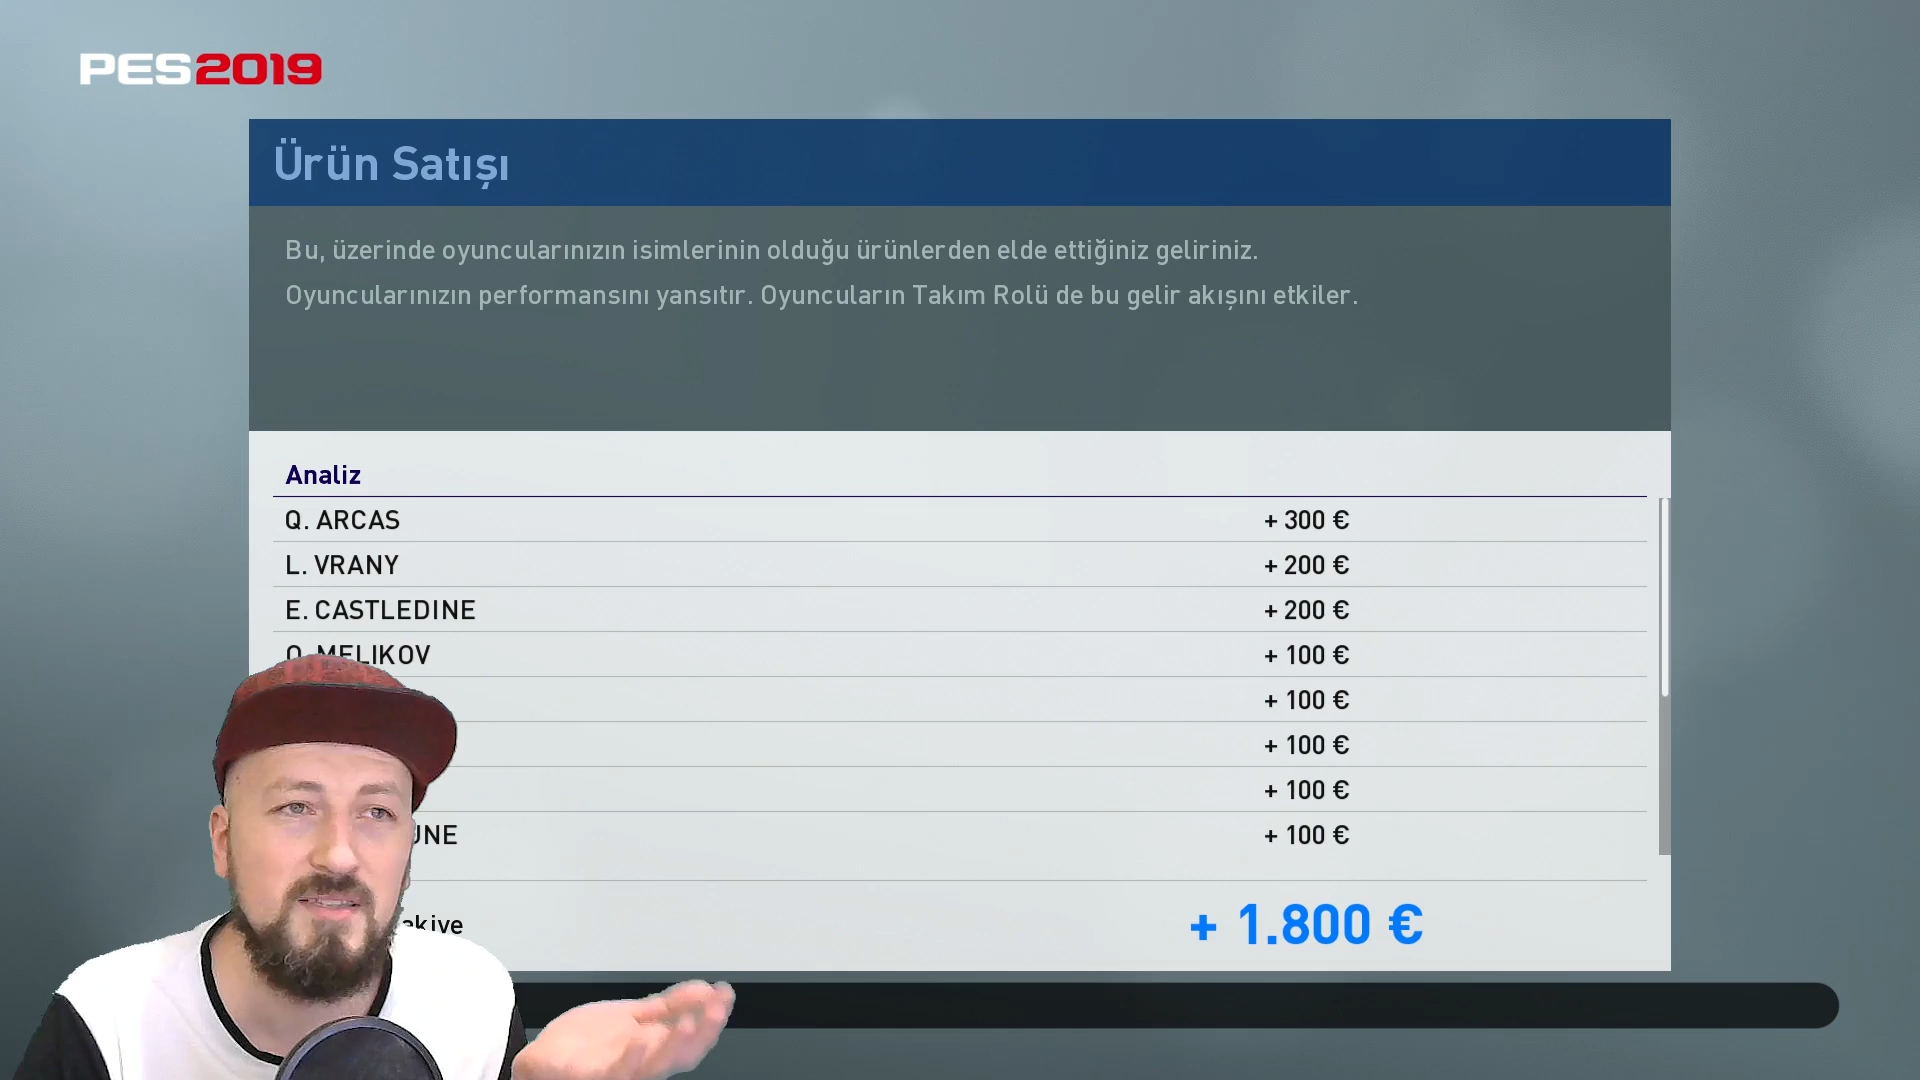 PES2019
Ürün Satışı
Bu, üzerinde oyuncularınızın isimlerinin olduğu ürünlerden elde ettiğiniz geliriniz.
Oyuncularınızın performansını yansıtır. Oyuncuların Takım Rolü de bu gelir akışını etkiler.
Analiz
Q. ARCAS + 300 €
L. VRANY + 200 €
E. CASTLEDINE + 200 €
MELIKOV + 100 €
+ 100 €
+ 100 €
+ 100 €
+ 100 €
+ 1.800 €